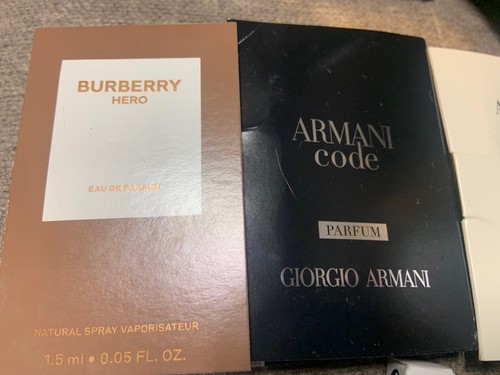 BURBERRY
HERO
EAU DE PARFUM
NATURAL SPRAY VAPORISATEUR
1.5 ml • 0.05 FL. OZ.
ARMANI
code
PARFUM
GIORGIO ARMANI